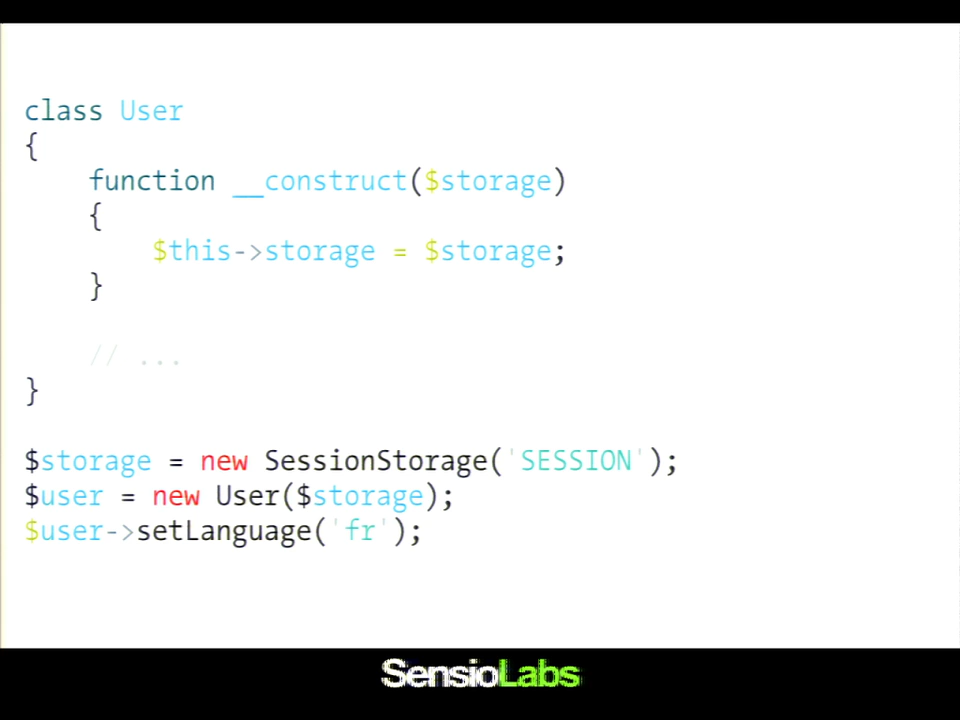 class User
{
    function __construct($storage)
    {
        $this->storage = $storage;
    }

    // ...
}

$storage = new SessionStorage('SESSION');
$user = new User($storage);
$user->setLanguage('fr');
SensioLabs